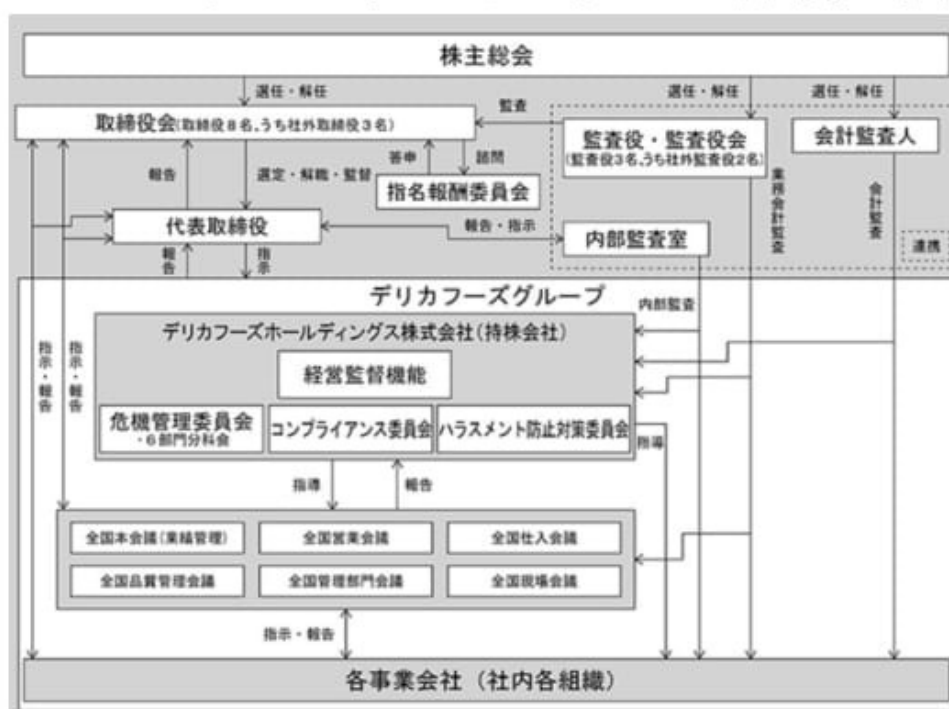 株主総会
選任・解任
選任・解任
選任・解任
取締役会(取締役8名、うち社外取締役3名)
監査
監査役・監査役会
(監査役3名、うち社外監査役2名)
会計監査人
報告
選定・解職・監督
答申
諮問
指名報酬委員会
業務会計監査
会計監査
代表取締役
報告・指示
内部監査室
連携
報告
指示
デリカフーズグループ
内部監査
デリカフーズホールディングス株式会社(持株会社)
経営監督機能
指示・報告
指示・報告
危機管理委員会
・6部門分科会
コンプライアンス委員会
ハラスメント防止対策委員会
指導
指導
報告
全国本会議(業績管理)
全国営業会議
全国仕入会議
全国品質管理会議
全国管理部門会議
全国現場会議
指示・報告
各事業会社(社内各組織)